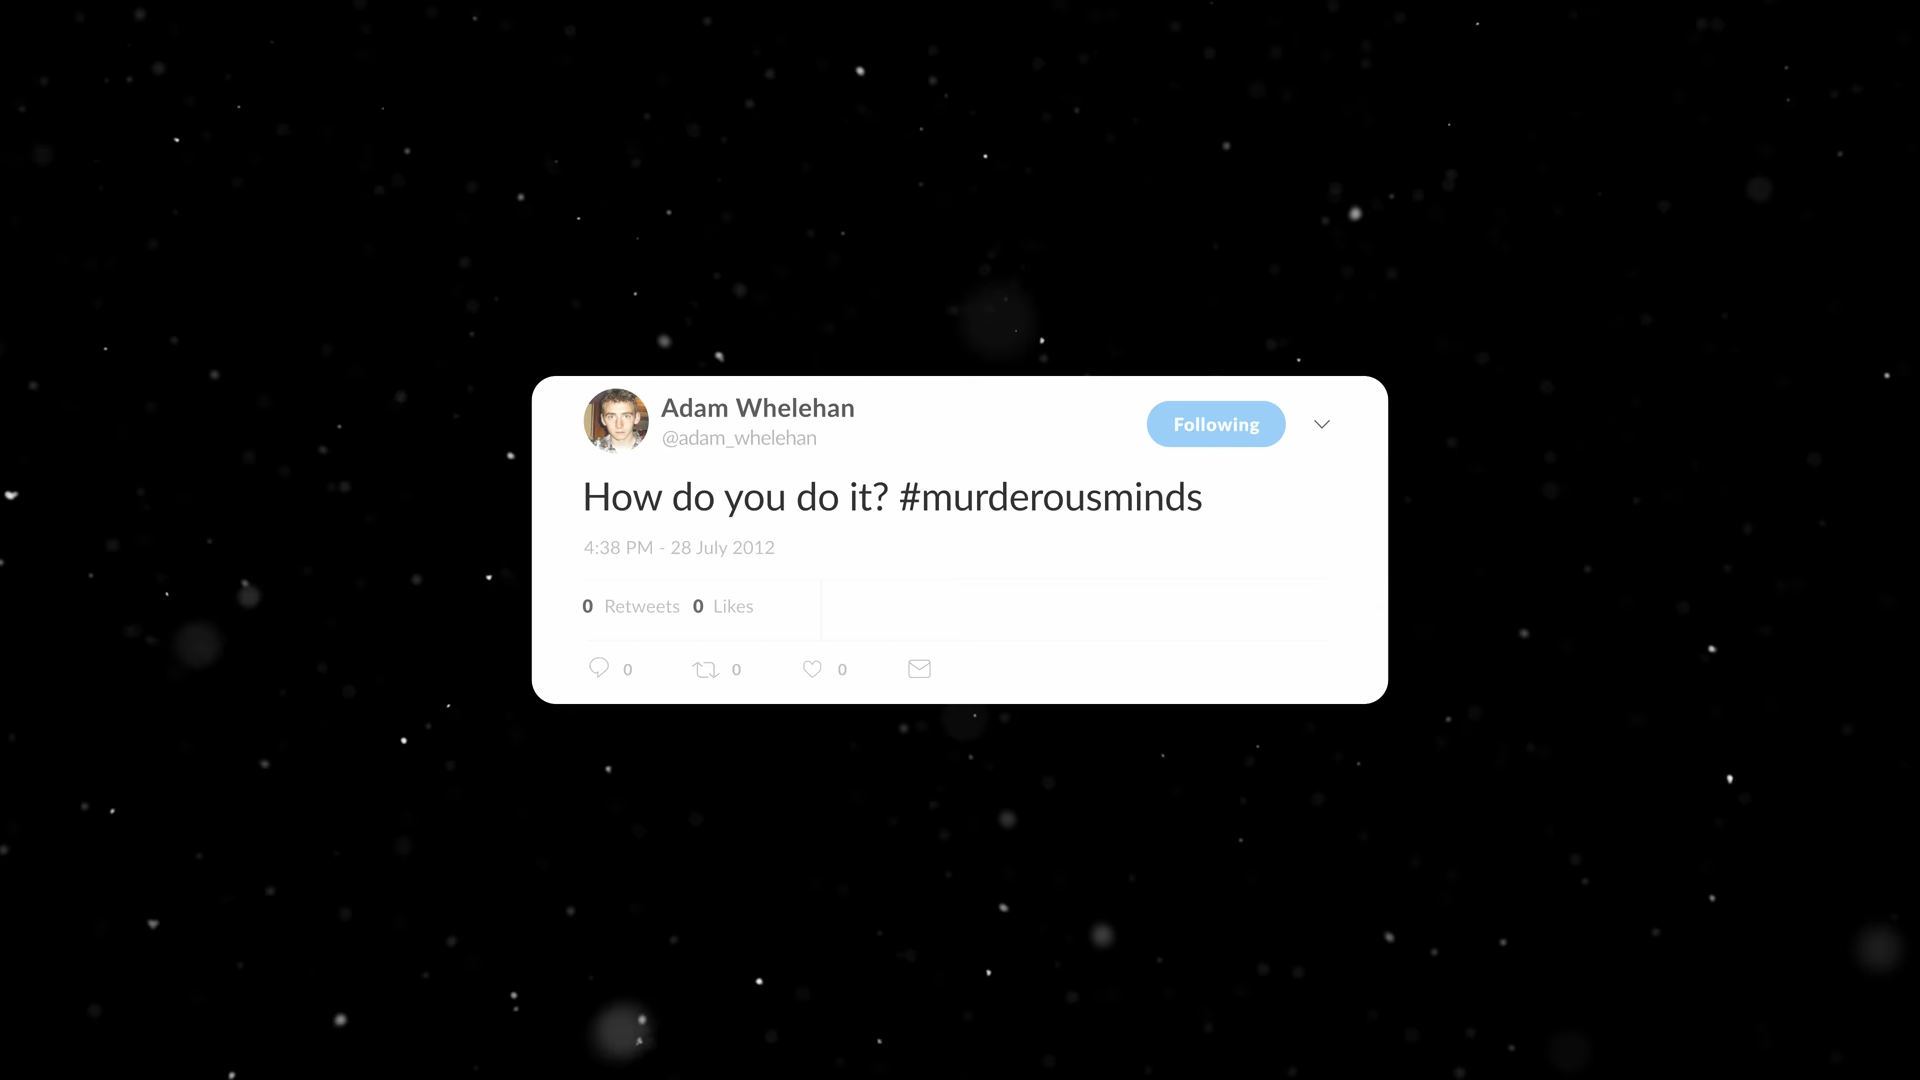 Adam Whelehan
@adam_whelehan
Following
How do you do it? #murderousminds
4:38 PM - 28 July 2012
0 Retweets 0 Likes
0 0 0